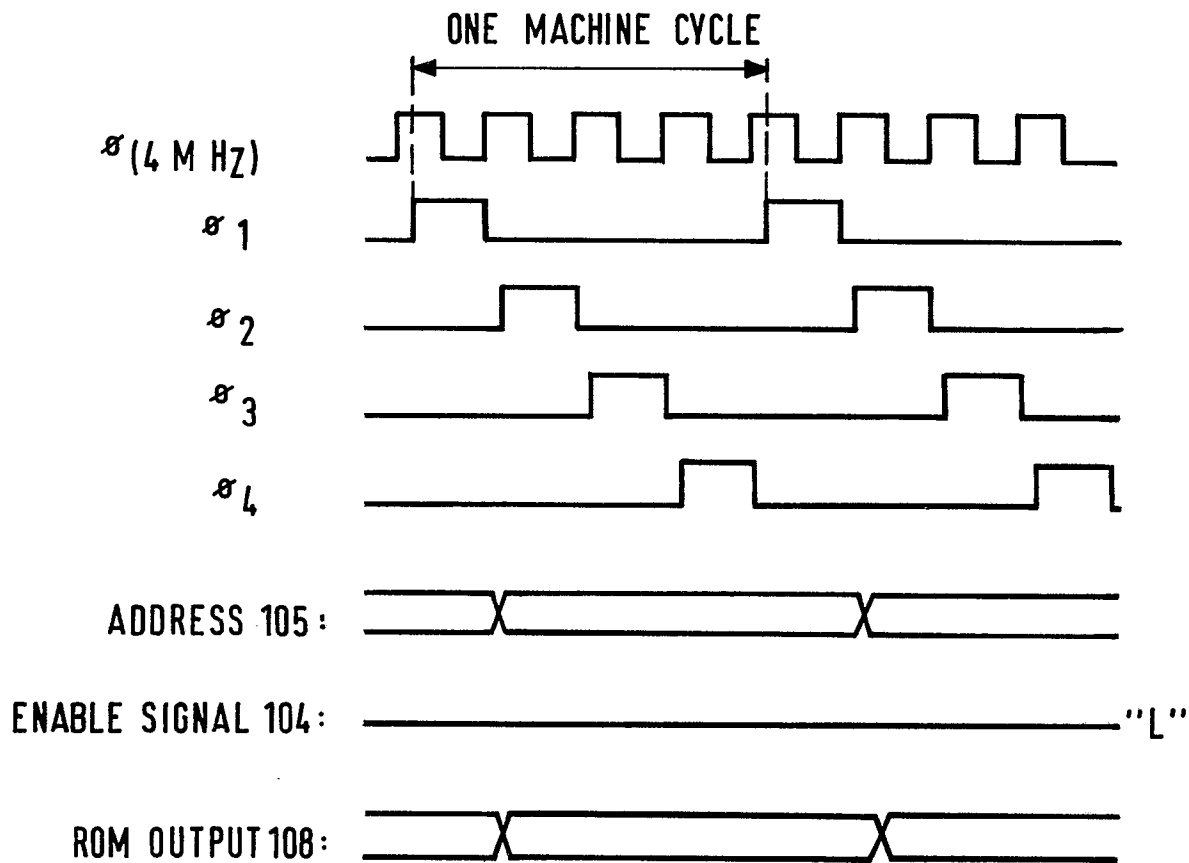 ONE MACHINE CYCLE
ø (4 M HZ)
ø 1
ø 2
ø 3
ø 4
ADDRESS 105 :
ENABLE SIGNAL 104 :
"L"
ROM OUTPUT 108 :